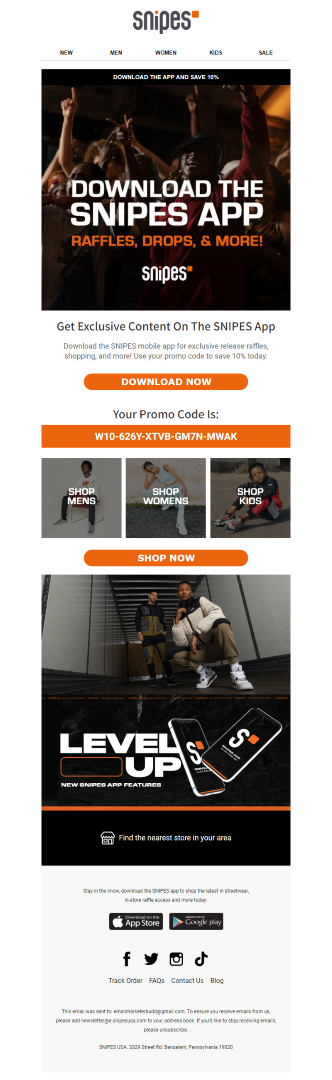 snipes
NEW MEN WOMEN KIDS SALE
DOWNLOAD THE APP AND SAVE 10%
DOWNLOAD THE
SNIPES APP
RAFFLES, DROPS, & MORE!
snipes
Get Exclusive Content On The SNIPES App
Download the SNIPES mobile app for exclusive release raffles,
shopping, and more! Use your promo code to save 10% today.
DOWNLOAD NOW
Your Promo Code Is:
W10-626Y-XTVB-GM7N-MWAK
SHOP
MENS
SHOP
WOMENS
SHOP
KIDS
SHOP NOW
LEVEL
UP
NEW SNIPES APP FEATURES
S
S
Find the nearest store in your area
Stay in the know, download the SNIPES app to shop the latest in streetwear,
in-store raffle access and more today:
Download on the
App Store
GET IT ON
Google play
Track Order FAQs Contact Us Blog
This email was sent to: emailmarketerbudd@gmail.com. To ensure you receive emails from us,
please add newsletter@e.snipesusa.com to your address book. If you'd like to stop receiving emails,
please unsubscribe.
SNIPES USA. 3329 Street Rd. Bensalem, Pennsylvania 19020